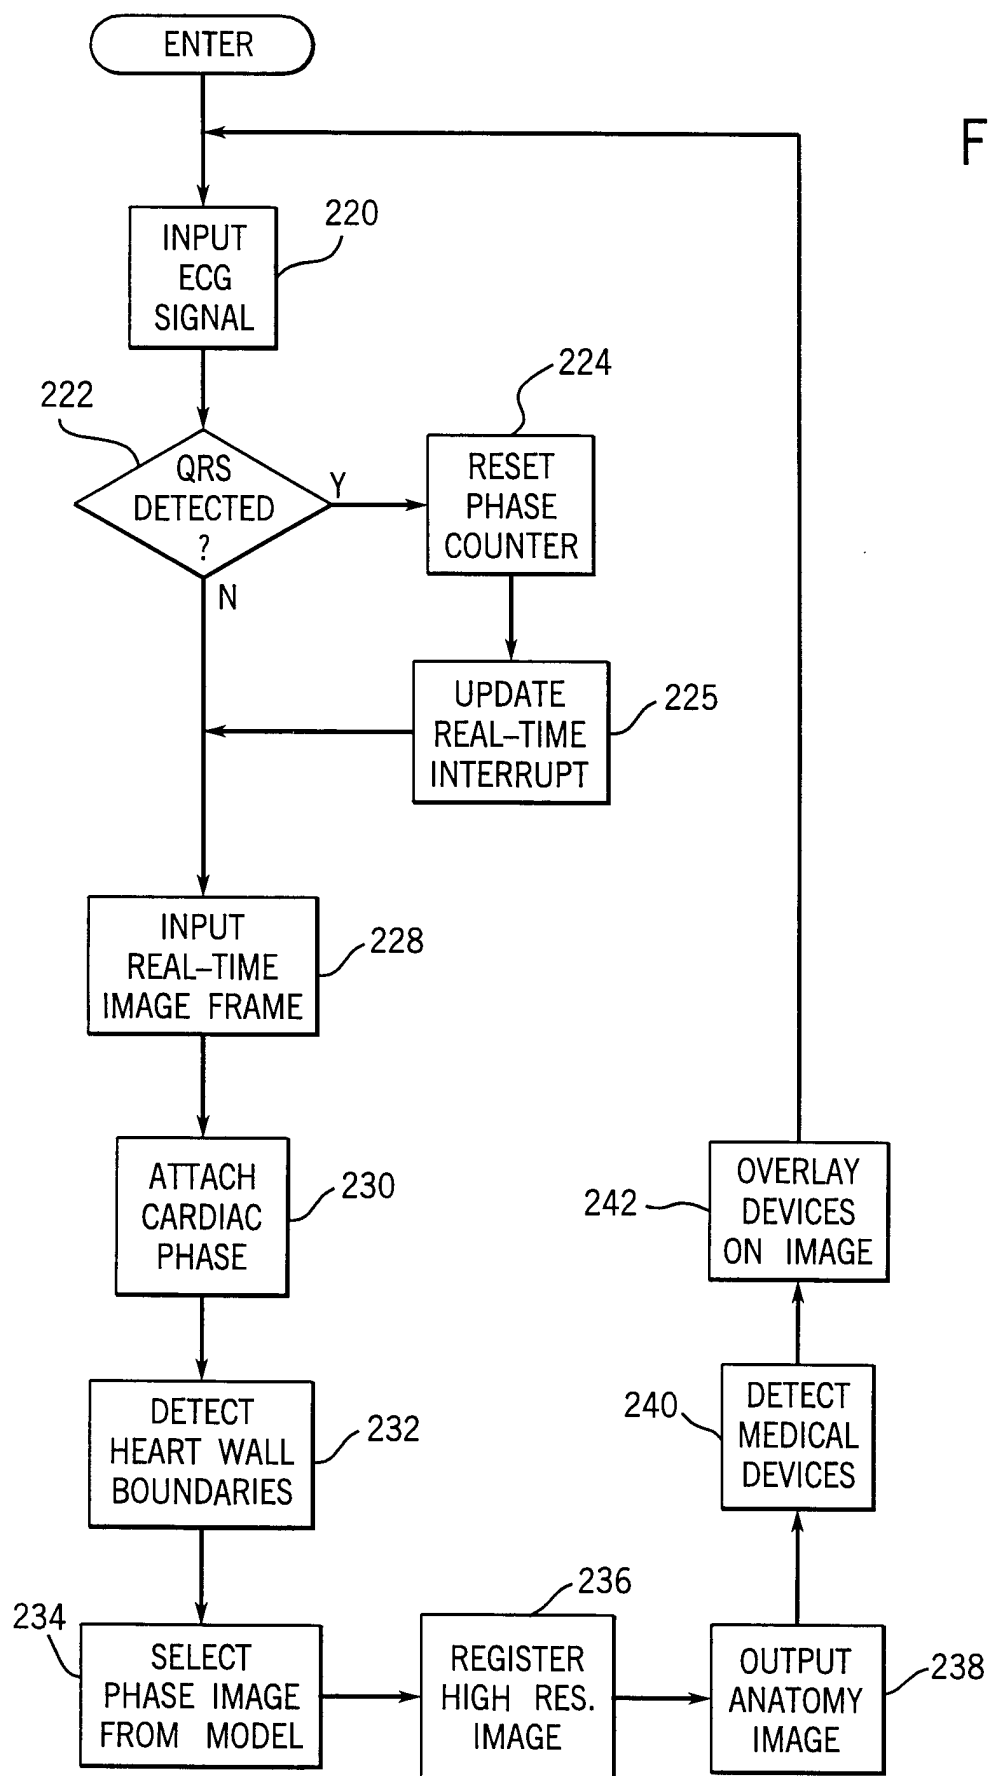 ENTER
F
220
INPUT
ECG
SIGNAL
224
222
QRS
DETECTED
?
Y
N
RESET
PHASE
COUNTER
225
UPDATE
REAL–TIME
INTERRUPT
INPUT
REAL–TIME
IMAGE FRAME
228
ATTACH
CARDIAC
PHASE
230
242
OVERLAY
DEVICES
ON IMAGE
DETECT
HEART WALL
BOUNDARIES
232
240
DETECT
MEDICAL
DEVICES
234
SELECT
PHASE IMAGE
FROM MODEL
236
REGISTER
HIGH RES.
IMAGE
OUTPUT
ANATOMY
IMAGE
238